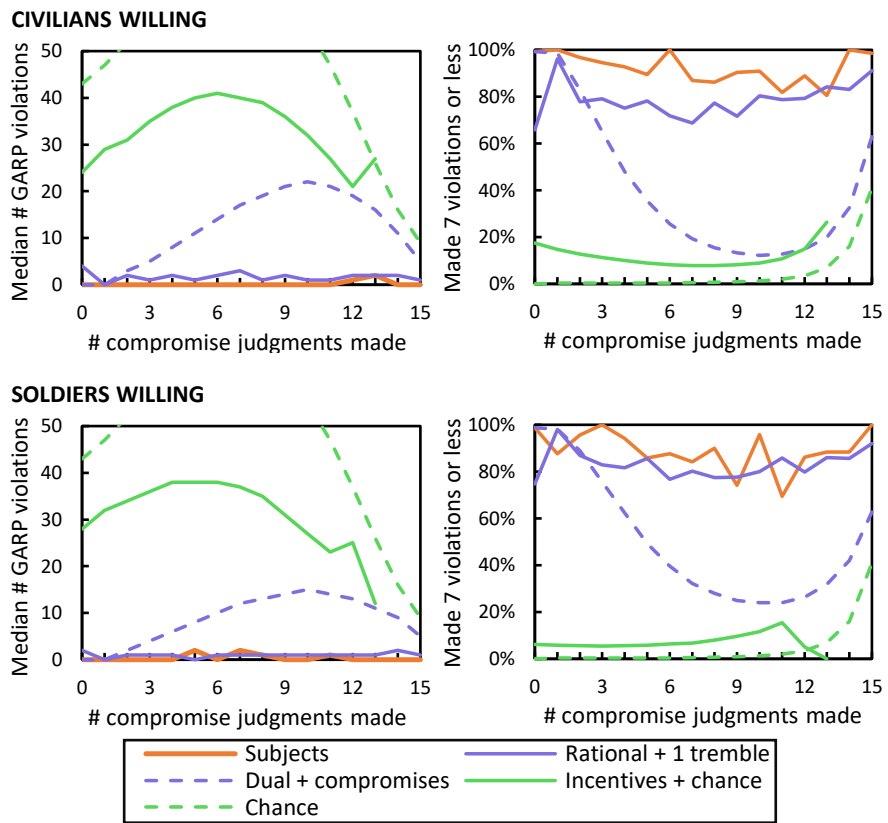 CIVILIANS WILLING
Median # GARP violations
50
40
30
20
10
0
0 3 6 9 12 15
# compromise judgments made
Made 7 violations or less
100%
80%
60%
40%
20%
0%
0 3 6 9 12 15
# compromise judgments made
SOLDIERS WILLING
Median # GARP violations
50
40
30
20
10
0
0 3 6 9 12 15
# compromise judgments made
Made 7 violations or less
100%
80%
60%
40%
20%
0%
0 3 6 9 12 15
# compromise judgments made
Subjects
Rational + 1 tremble
Dual + compromises
Incentives + chance
Chance